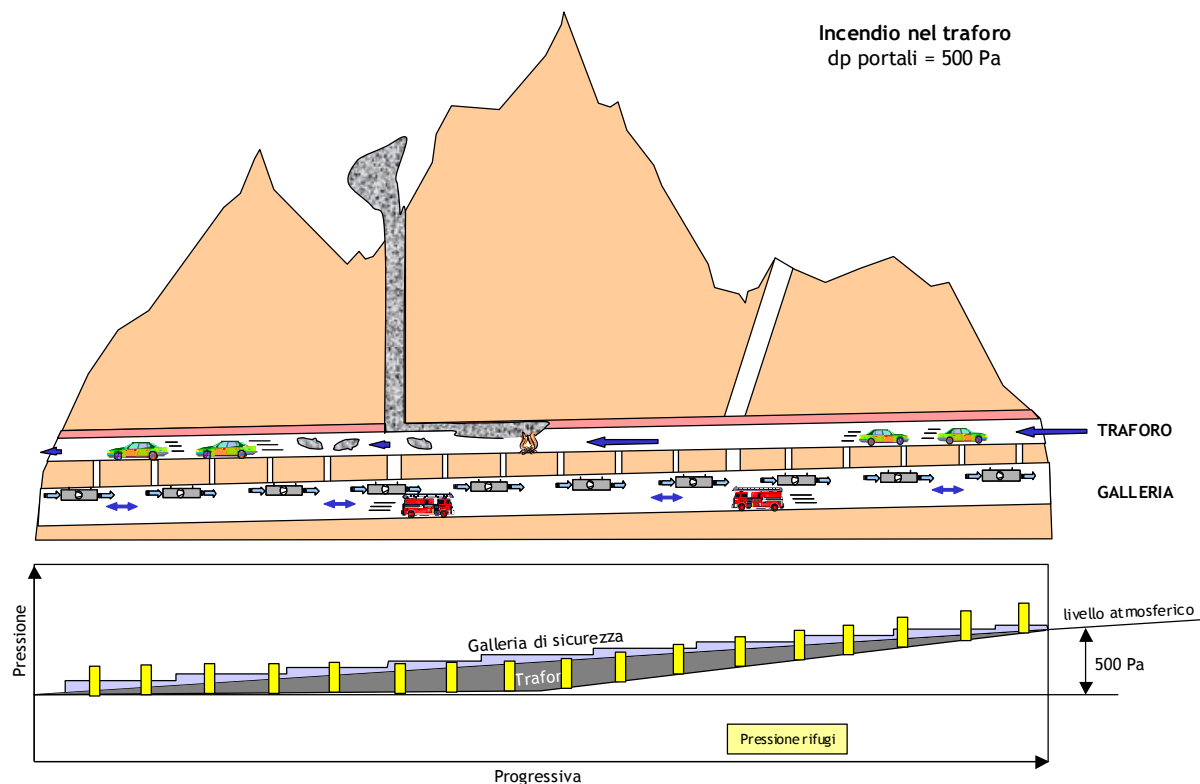 Incendio nel traforo
dp portali = 500 Pa
TRAFORO
GALLERIA
Pressione
Galleria di sicurezza
Trafor
livello atmosferico
500 Pa
Pressione rifugi
Progressiva